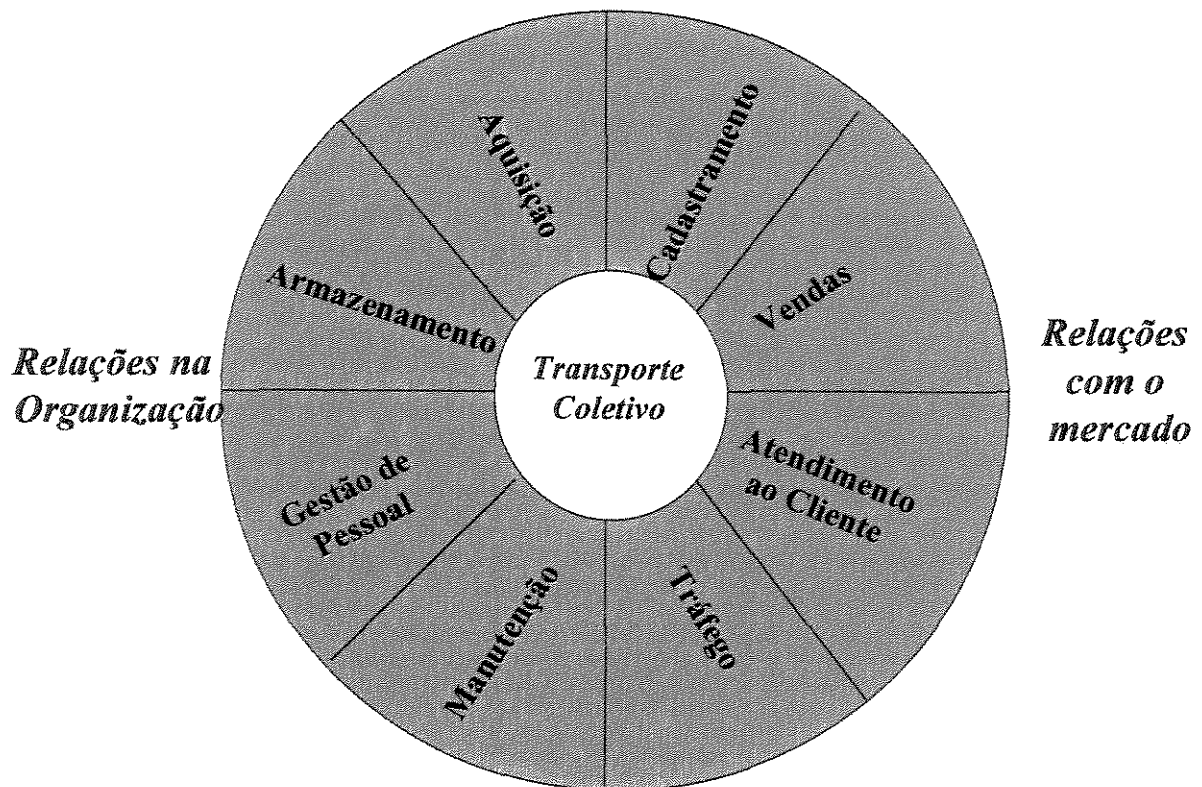 Aquisição
Cadastramento
Armazenamento
Vendas
Relações na
Organização
Transporte
Coletivo
Relações
com o
mercado
Gestão de
Pessoal
Atendimento
ao Cliente
Manutenção
Tráfego